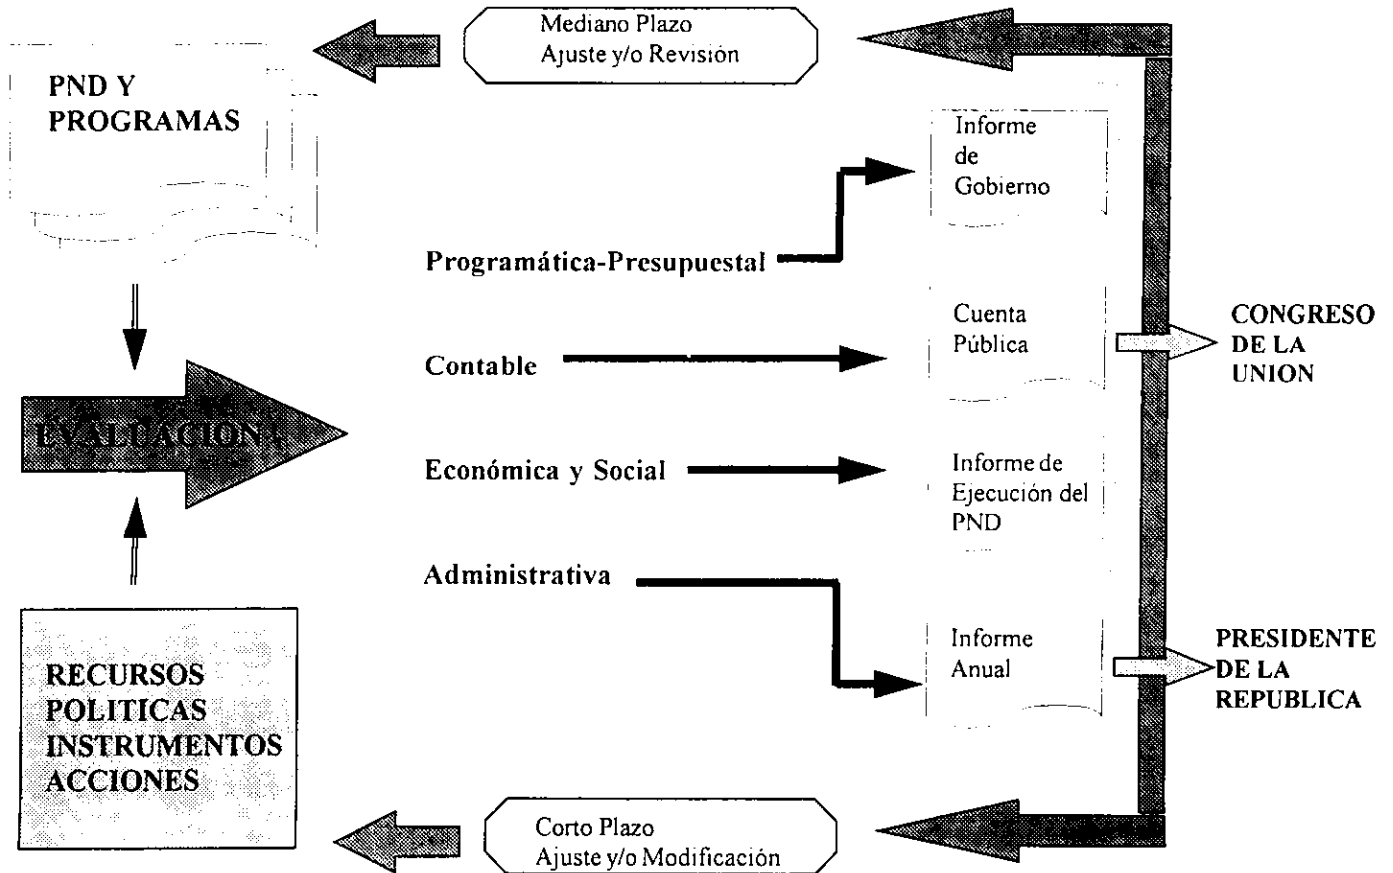 Mediano Plazo
Ajuste y/o Revisión
PND Y
PROGRAMAS
Informe
de
Gobierno
Programática-Presupuestal
Cuenta
Pública
CONGRESO
DE LA
UNION
Contable
EVALUACION
Económica y Social
Informe de
Ejecución del
PND
Administrativa
Informe
Anual
PRESIDENTE
DE LA
REPUBLICA
RECURSOS
POLITICAS
INSTRUMENTOS
ACCIONES
Corto Plazo
Ajuste y/o Modificación